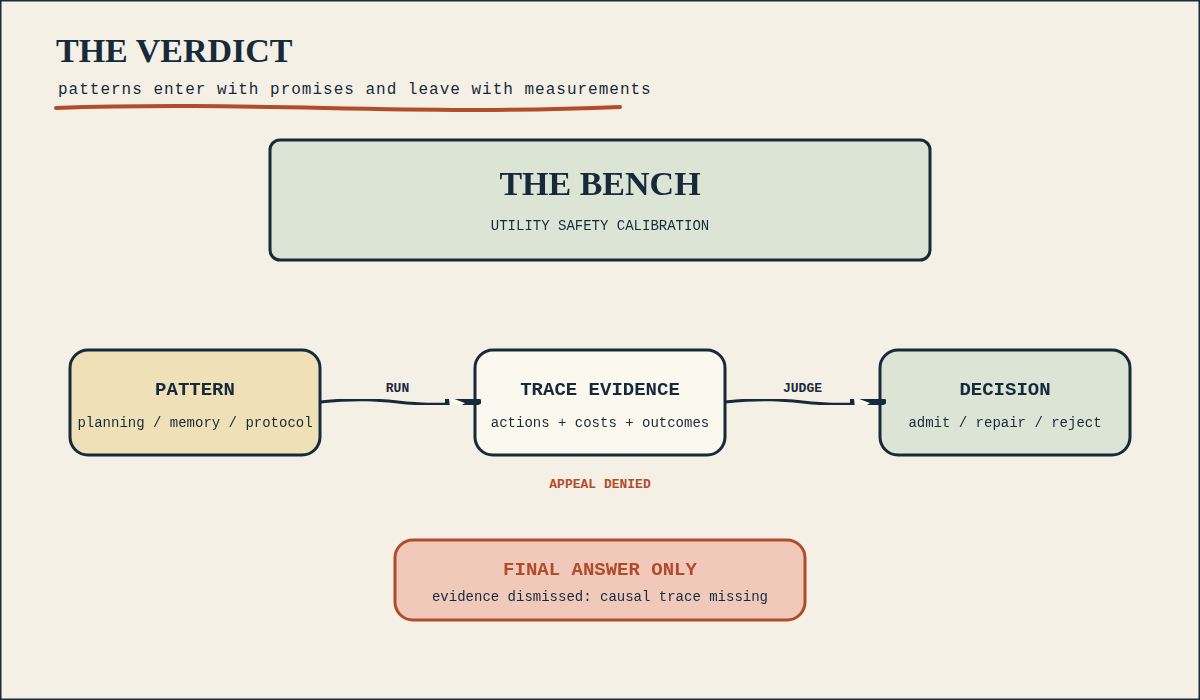 THE VERDICT
patterns enter with promises and leave with measurements
THE BENCH
UTILITY SAFETY CALIBRATION
PATTERN
planning / memory / protocol
RUN
TRACE EVIDENCE
actions + costs + outcomes
JUDGE
DECISION
admit / repair / reject
APPEAL DENIED
FINAL ANSWER ONLY
evidence dismissed: causal trace missing